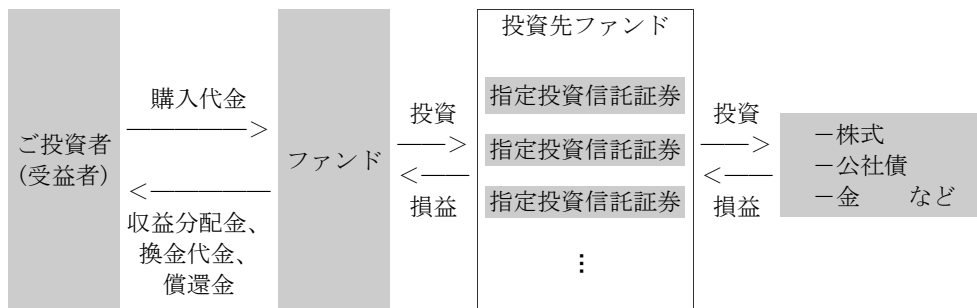 ご投資者
(受益者)
購入代金
――――――>
<――――――
収益分配金、
換金代金、
償還金
ファンド
投資
―――>
<―――
損益
投資先ファンド
指定投資信託証券
指定投資信託証券
指定投資信託証券
⋮
投資
―――>
<―――
損益
－株式
－公社債
－金　　など